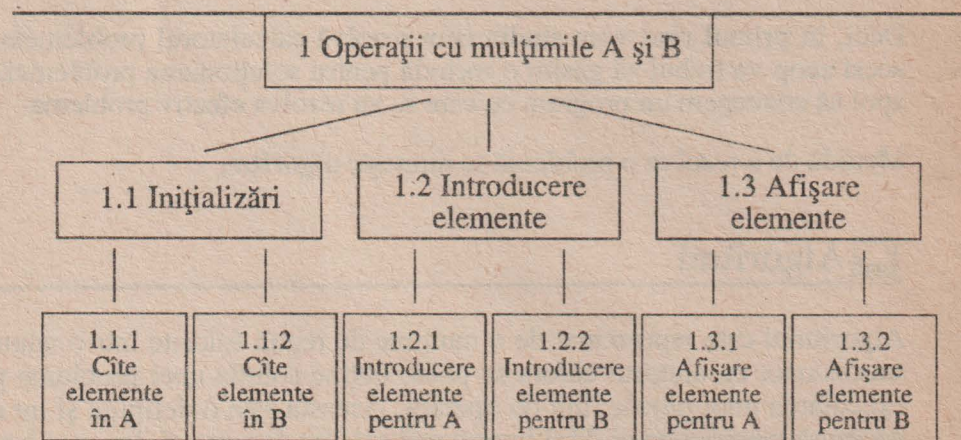 1 Operaţii cu mulţimile A şi B
1.1 Iniţializări
1.2 Introducere
elemente
1.3 Afişare
elemente
1.1.1
Cîte
elemente
în A
1.1.2
Cîte
elemente
în B
1.2.1
Introducere
elemente
pentru A
1.2.2
Introducere
elemente
pentru B
1.3.1
Afişare
elemente
pentru A
1.3.2
Afişare
elemente
pentru B